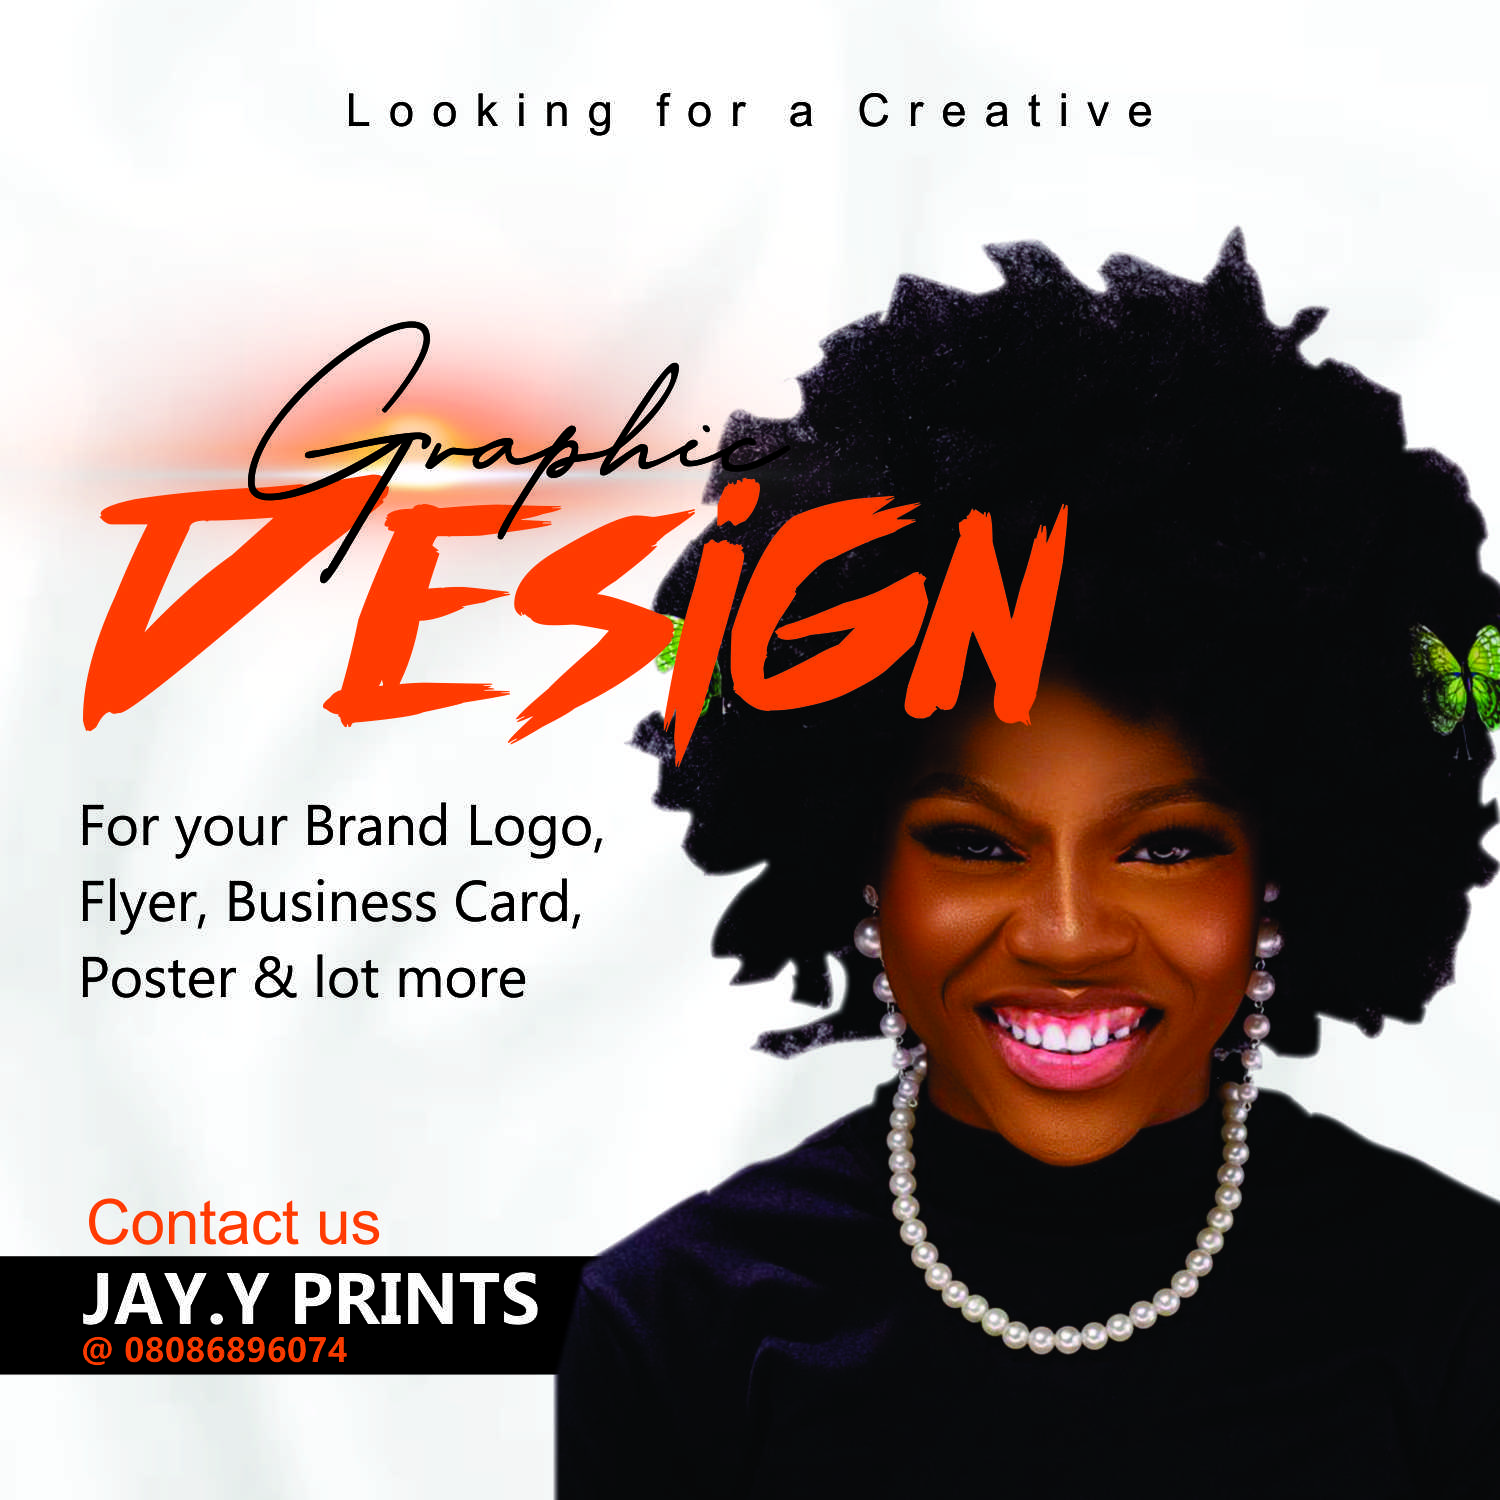 Looking for a Creative
Graphic
DESiGN
For your Brand Logo,
Flyer, Business Card,
Poster & lot more
Contact us
JAY.Y PRINTS
@ 08086896074